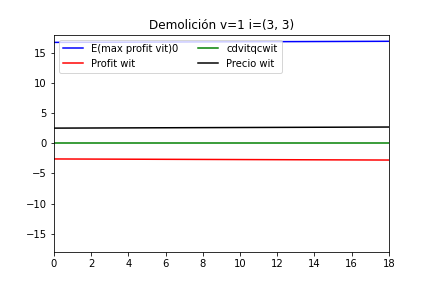 Demolición v=1 i=(3, 3)
E(max profit vit)0
Profit wit
cdvitqcwit
Precio wit
15
10
5
0
−5
−10
−15
0 2 4 6 8 10 12 14 16 18